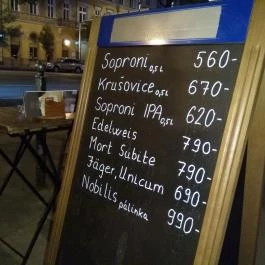 Soproni 0,5L 560-
Krušovice 0,5L 670-
Soproni IPA 0,5L 620-
Edelweis 790-
Mort Subite 790-
Jäger, Unicum 690-
Nobilis pálinka 990-